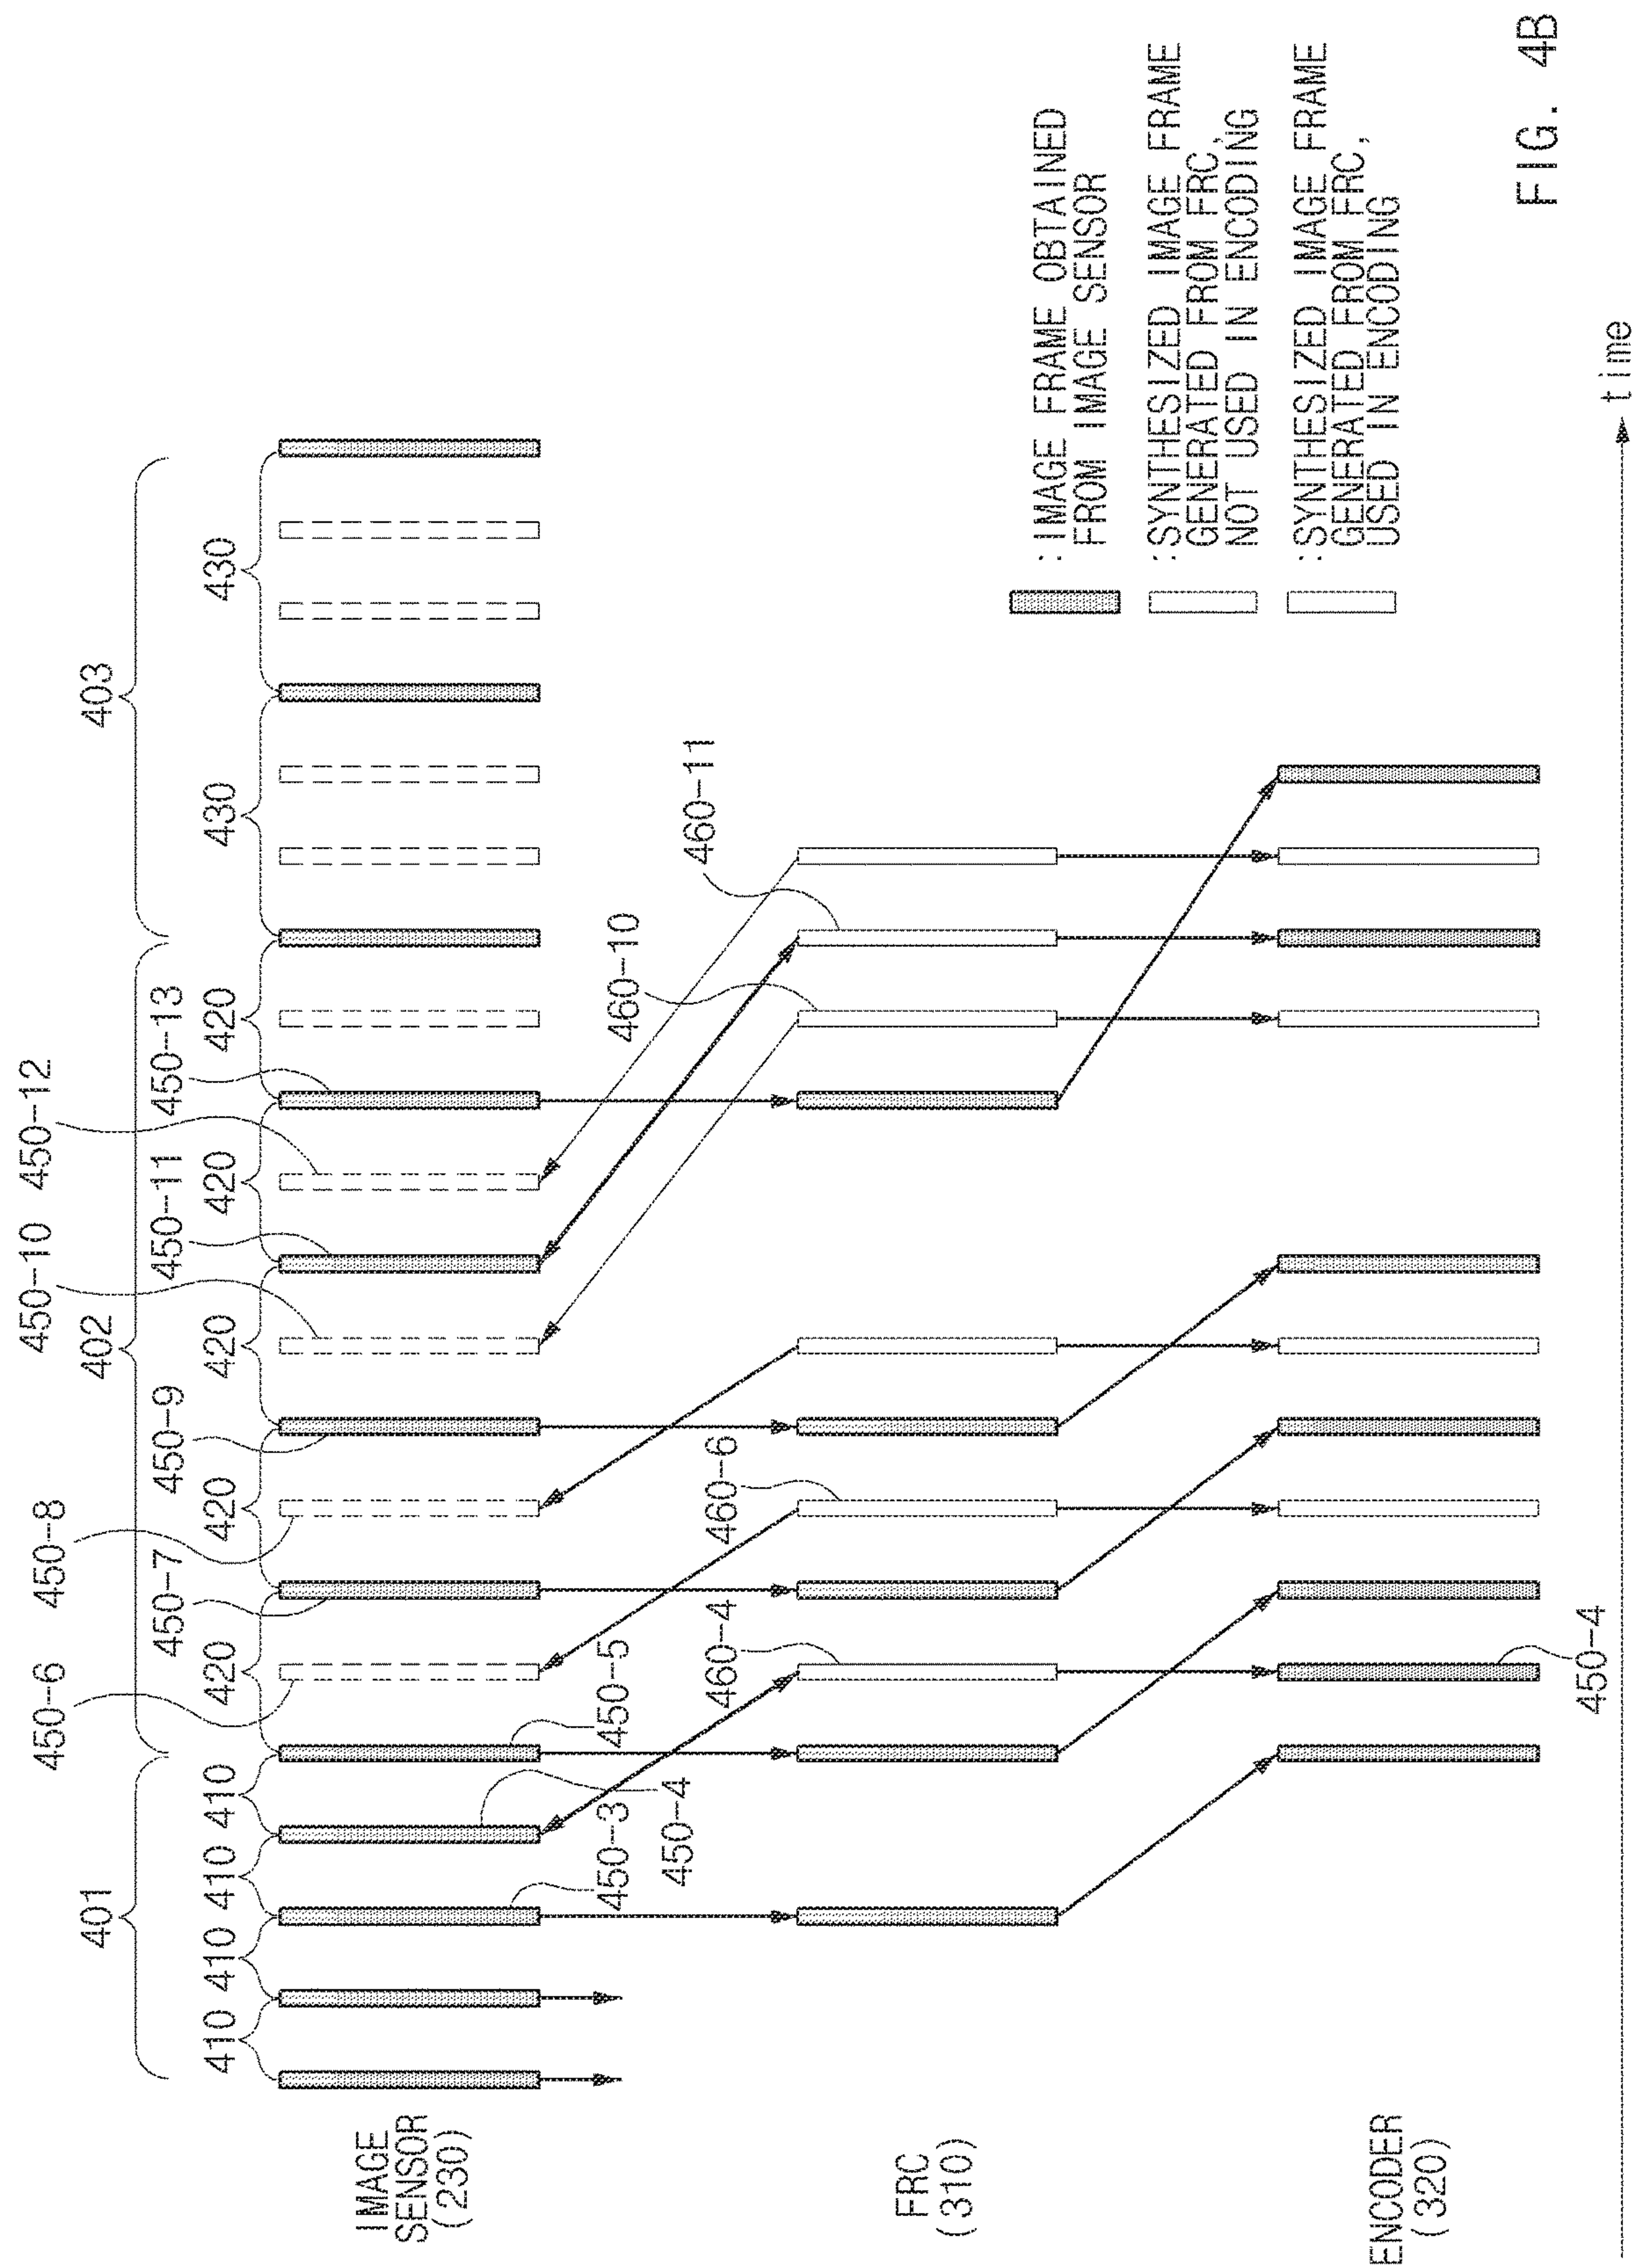 401
402
403
410
410
410
410
420
420
420
420
420
430
430
450-6
450-8
450-10
450-12
450-7
450-9
450-11
450-13
450-3
450-4
450-5
IMAGE
SENSOR
(230)
460-4
460-6
460-10
460-11
FRC
(310)
450-4
ENCODER
(320)
:IMAGE FRAME OBTAINED
FROM IMAGE SENSOR
:SYNTHESIZED IMAGE FRAME
GENERATED FROM FRC,
NOT USED IN ENCODING
:SYNTHESIZED IMAGE FRAME
GENERATED FROM FRC,
USED IN ENCODING
time
FIG. 4B